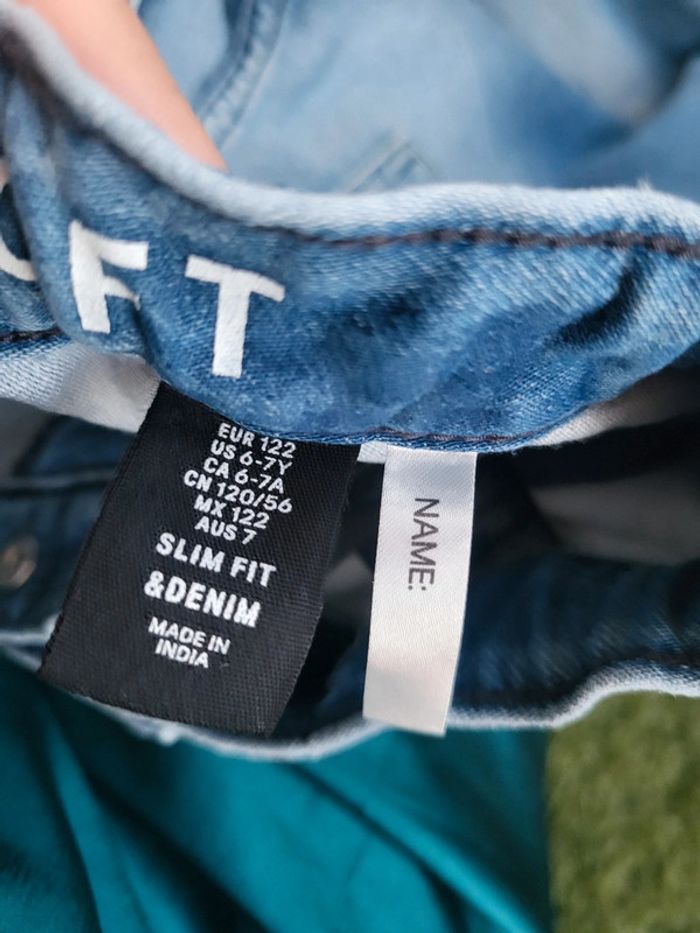 FT
EUR 122
US 6-7Y
CA 6-7A
CN 120/56
MX 122
AUS 7
SLIM FIT
&DENIM
MADE IN
INDIA
NAME: